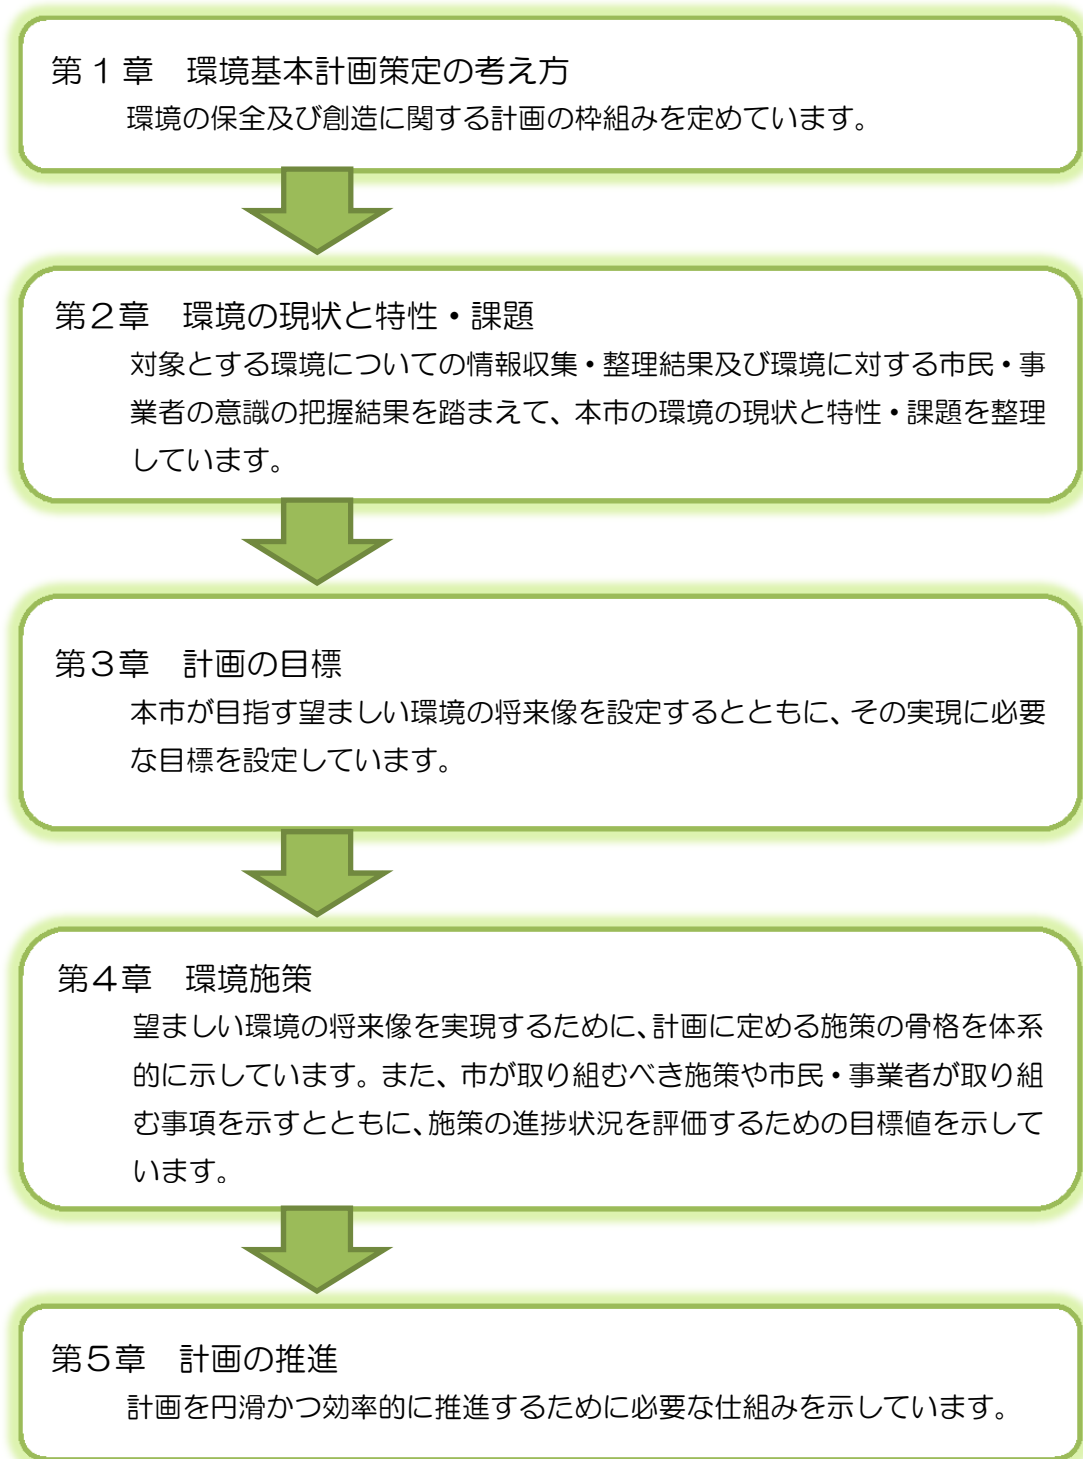 第１章　環境基本計画策定の考え方
環境の保全及び創造に関する計画の枠組みを定めています。
第２章　環境の現状と特性・課題
対象とする環境についての情報収集・整理結果及び環境に対する市民・事
業者の意識の把握結果を踏まえて、本市の環境の現状と特性・課題を整理
しています。
第３章　計画の目標
本市が目指す望ましい環境の将来像を設定するとともに、その実現に必要
な目標を設定しています。
第４章　環境施策
望ましい環境の将来像を実現するために、計画に定める施策の骨格を体系
的に示しています。また、市が取り組むべき施策や市民・事業者が取り組
む事項を示すとともに、施策の進捗状況を評価するための目標値を示して
います。
第５章　計画の推進
計画を円滑かつ効率的に推進するために必要な仕組みを示しています。